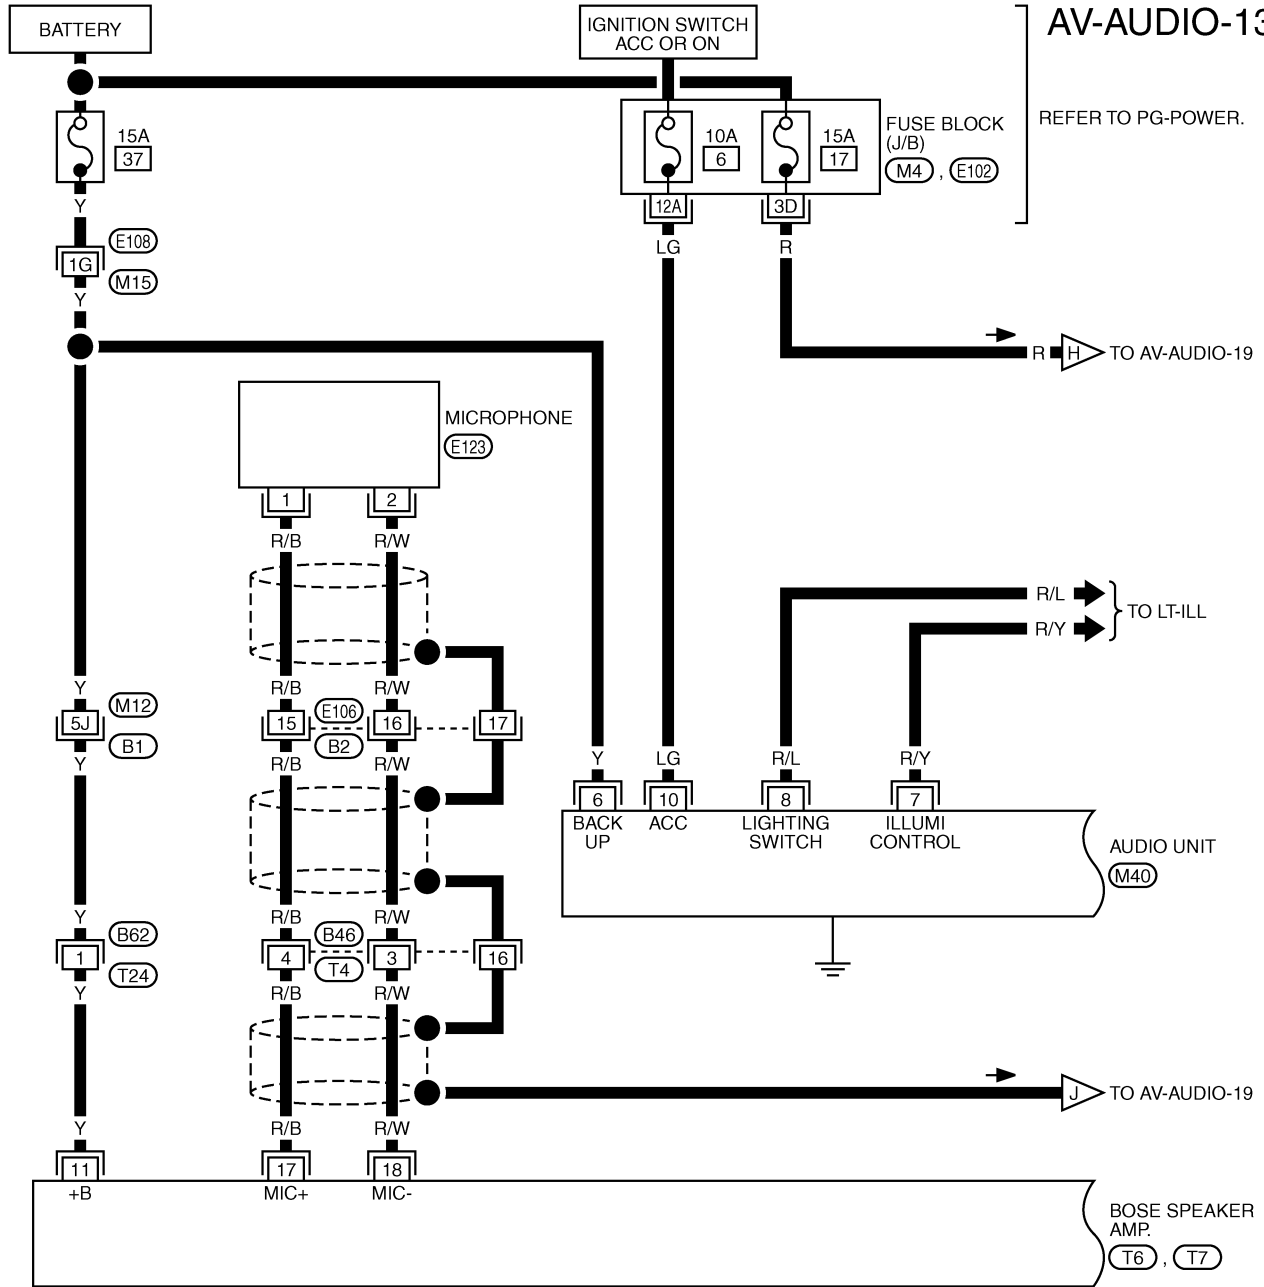 BATTERY
IGNITION SWITCH
ACC OR ON
AV-AUDIO-13
REFER TO PG-POWER.
15A
37
10A
6
15A
17
FUSE BLOCK
(J/B)
M4 , E102
12A
3D
Y
LG
R
E108
1G
M15
Y
R
H
TO AV-AUDIO-19
MICROPHONE
E123
1
2
R/B
R/W
R/L
R/Y
TO LT-ILL
Y
R/B
R/W
M12
5J
B1
15
E106
B2
16
17
Y
R/B
R/W
Y
LG
R/L
R/Y
6
10
8
7
BACK
UP
ACC
LIGHTING
SWITCH
ILLUMI
CONTROL
AUDIO UNIT
M40
Y
R/B
R/W
B62
1
T24
4
B46
T4
3
16
Y
R/B
R/W
J
TO AV-AUDIO-19
Y
R/B
R/W
11
17
18
+B
MIC+
MIC-
BOSE SPEAKER
AMP.
T6 , T7